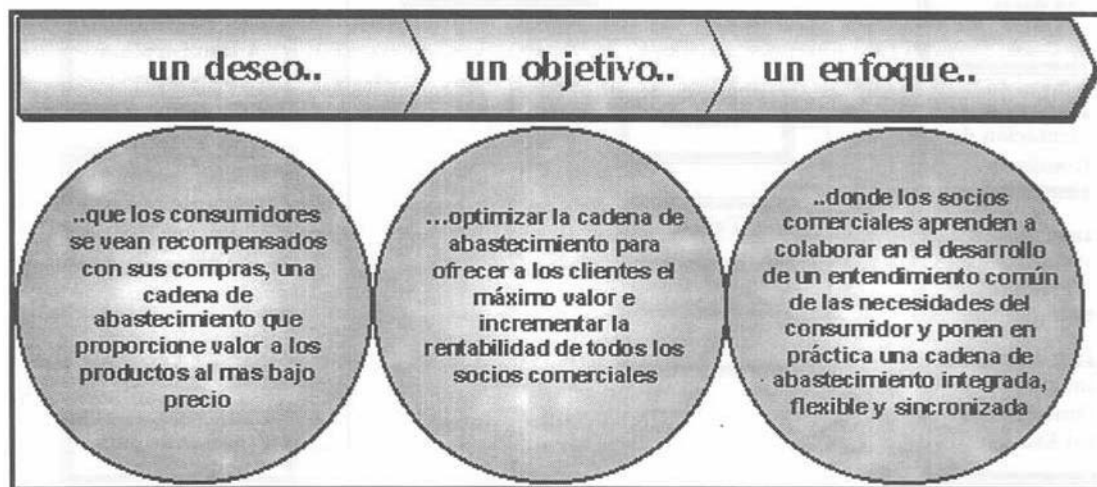 un deseo..
un objetivo..
un enfoque..
..que los consumidores
se vean recompensados
con sus compras, una
cadena de
abastecimiento que
proporcione valor a los
productos al mas bajo
precio
...optimizar la cadena de
abastecimiento para
ofrecer a los clientes el
máximo valor e
incrementar la
rentabilidad de todos los
socios comerciales
..donde los socios
comerciales aprenden a
colaborar en el desarrollo
de un entendimiento común
de las necesidades del
consumidor y ponen en
práctica una cadena de
abastecimiento integrada,
flexible y sincronizada